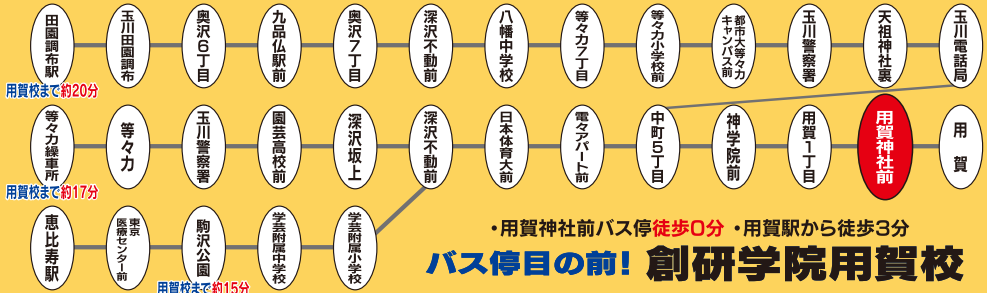 田園調布駅
玉川田園調布
奥沢6丁目
九品仏駅前
奥沢7丁目
深沢不動前
八幡中学校
等々力7丁目
等々力小学校前
都市大等々力
キャンパス前
玉川警察署
天祖神社裏
玉川電話局
用賀校まで約20分
等々力操車所
等々力
玉川警察署
園芸高校前
深沢坂上
深沢不動前
日本体育大前
電々アパート前
中町5丁目
神学院前
用賀1丁目
用賀神社前
用賀
用賀校まで約17分
恵比寿駅
東京
医療センター前
駒沢公園
学芸附属中学校
学芸附属小学校
用賀校まで約15分
・用賀神社前バス停徒歩0分 ・用賀駅から徒歩3分
バス停目の前! 創研学院用賀校